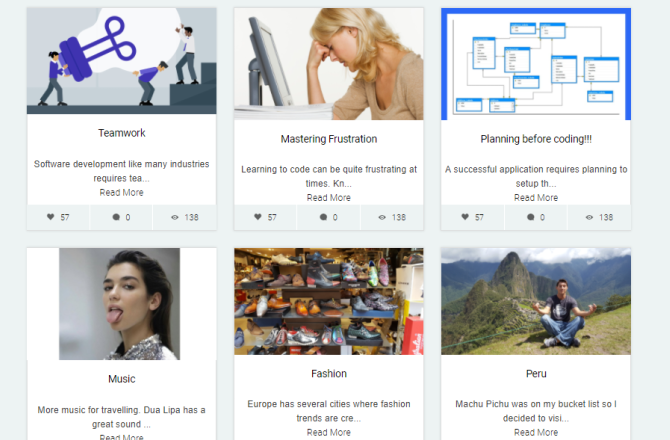 Teamwork
Software development like many industries
requires tea...
Read More
57
0
138
Mastering Frustration
Learning to code can be quite frustrating at
times. Kn...
Read More
57
0
138
Planning before coding!!!
A successful application requires planning to
setup th...
Read More
57
0
138
Music
More music for travelling. Dua Lipa has a
great sound ...
Read More
Fashion
Europe has several cities where fashion
trends are cre...
Read More
Peru
Machu Pichu was on my bucket list so I
decided to visi...
Read More